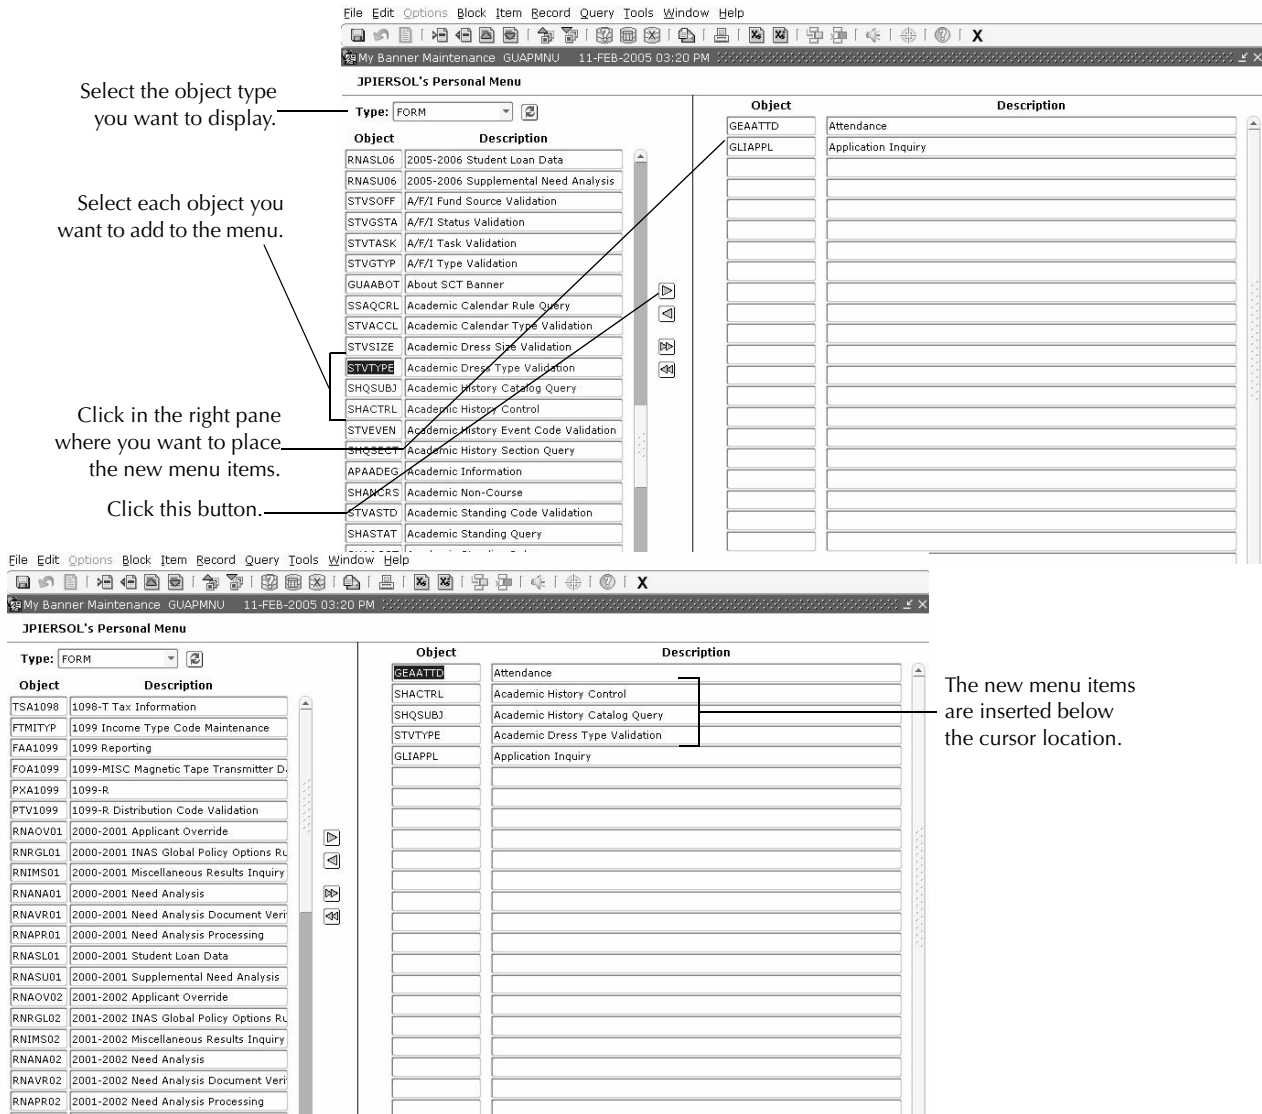 File Edit Options Block Item Record Query Tools Window Help
My Banner Maintenance GUAPMNU 11-FEB-2005 03:20 PM
JPIERSOL's Personal Menu
Select the object type
you want to display.
Type: FORM
Object Description
RNASL06 2005-2006 Student Loan Data
RNASU06 2005-2006 Supplemental Need Analysis
STVSOFF A/F/I Fund Source Validation
STVGSTA A/F/I Status Validation
STVTASK A/F/I Task Validation
STVGTYP A/F/I Type Validation
GUAABOT About SCT Banner
SSAQCRL Academic Calendar Rule Query
STVACCL Academic Calendar Type Validation
STVSIZE Academic Dress Size Validation
STVTYPE Academic Dress Type Validation
SHQSUBJ Academic History Catalog Query
SHACTRL Academic History Control
STVEVEN Academic History Event Code Validation
SHQSECT Academic History Section Query
APAADEG Academic Information
SHANCRS Academic Non-Course
STVASTD Academic Standing Code Validation
SHASTAT Academic Standing Query
Object Description
GEAATTD Attendance
GLIAPPL Application Inquiry
Select each object you
want to add to the menu.
Click in the right pane
where you want to place
the new menu items.
Click this button.
File Edit Options Block Item Record Query Tools Window Help
My Banner Maintenance GUAPMNU 11-FEB-2005 03:20 PM
JPIERSOL's Personal Menu
Type: FORM
Object Description
TSA1098 1098-T Tax Information
FTMITYP 1099 Income Type Code Maintenance
FAA1099 1099 Reporting
FOA1099 1099-MISC Magnetic Tape Transmitter D
PXA1099 1099-R
PTV1099 1099-R Distribution Code Validation
RNAOV01 2000-2001 Applicant Override
RNRGL01 2000-2001 INAS Global Policy Options Ru
RNIMS01 2000-2001 Miscellaneous Results Inquiry
RNANA01 2000-2001 Need Analysis
RNAVR01 2000-2001 Need Analysis Document Veri
RNAPR01 2000-2001 Need Analysis Processing
RNASL01 2000-2001 Student Loan Data
RNASU01 2000-2001 Supplemental Need Analysis
RNAOV02 2001-2002 Applicant Override
RNRGL02 2001-2002 INAS Global Policy Options Ru
RNIMS02 2001-2002 Miscellaneous Results Inquiry
RNANA02 2001-2002 Need Analysis
RNAVR02 2001-2002 Need Analysis Document Veri
RNAPR02 2001-2002 Need Analysis Processing
Object Description
GEAATTD Attendance
SHACTRL Academic History Control
SHQSUBJ Academic History Catalog Query
STVTYPE Academic Dress Type Validation
GLIAPPL Application Inquiry
The new menu items
are inserted below
the cursor location.